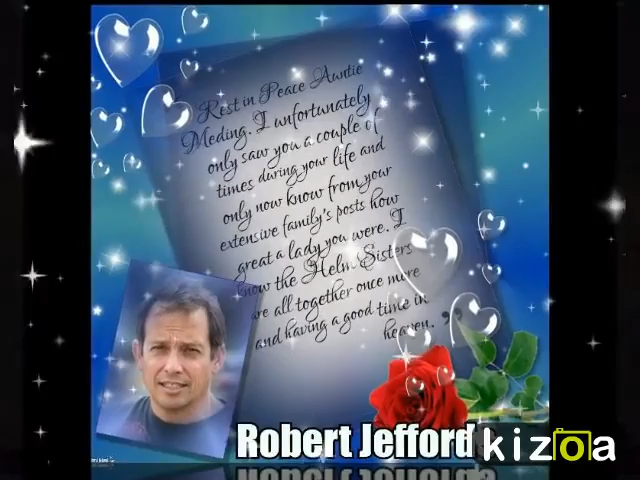 Rest in Peace Auntie
Meding. I unfortunately
only saw you a couple of
times during your life and
only now know from your
extensive family's posts how
great a lady you were. I
know the Helm Sisters
are all together once more
and having a good time in
heaven.
Robert Jefford
kizoa